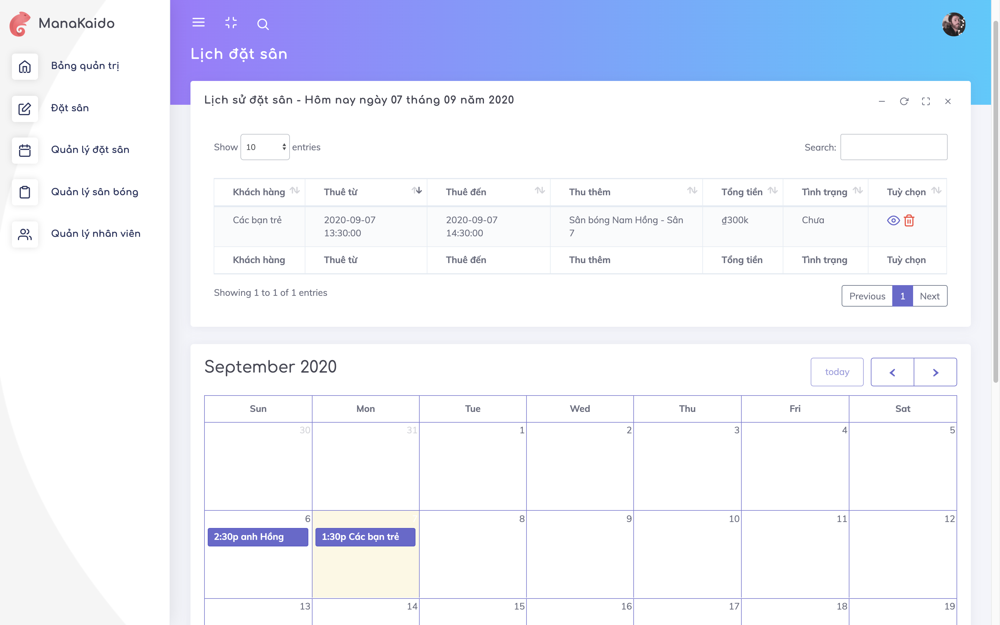 ManaKaido
Bảng quản trị
Đặt sân
Quản lý đặt sân
Quản lý sân bóng
Quản lý nhân viên
Lịch đặt sân
Lịch sử đặt sân - Hôm nay ngày 07 tháng 09 năm 2020
Show 10 entries
Search:
Khách hàng Thuê từ Thuê đến Thu thêm Tổng tiền Tình trạng Tuỳ chọn
Các bạn trẻ 2020-09-07 2020-09-07 Sân bóng Nam Hồng - Sân ₫300k Chưa
13:30:00 14:30:00 7
Khách hàng Thuê từ Thuê đến Thu thêm Tổng tiền Tình trạng Tuỳ chọn
Showing 1 to 1 of 1 entries
Previous 1 Next
September 2020
today
Sun Mon Tue Wed Thu Fri Sat
30 31 1 2 3 4 5
6 7 8 9 10 11 12
2:30p anh Hồng 1:30p Các bạn trẻ
13 14 15 16 17 18 19